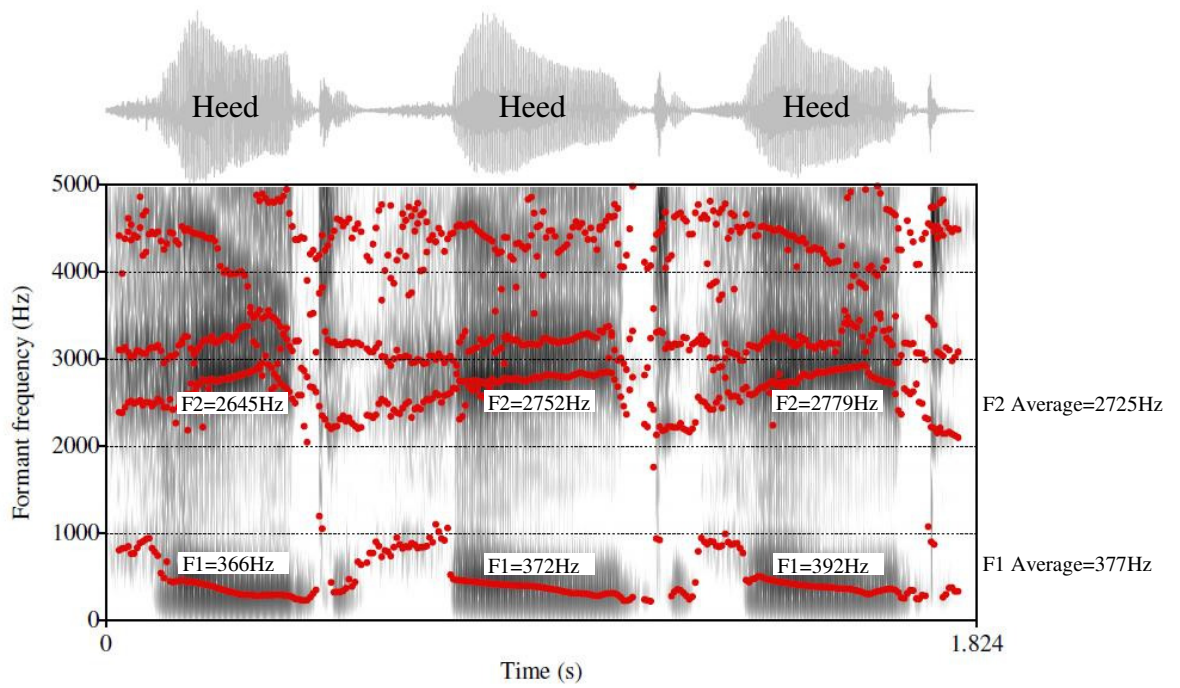 Heed Heed Heed
5000
4000
3000
2000
1000
0
Formant frequency (Hz)
F2=2645Hz F2=2752Hz F2=2779Hz
F2 Average=2725Hz
F1=366Hz F1=372Hz F1=392Hz
F1 Average=377Hz
0 1.824
Time (s)